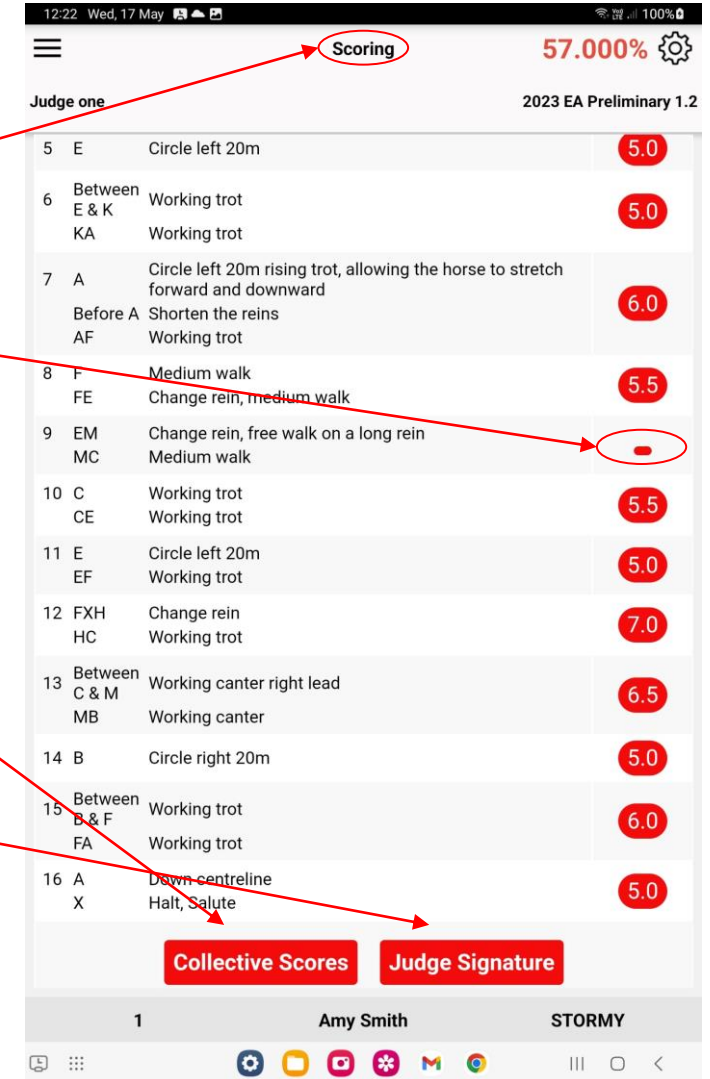 12:22 Wed, 17 May 100%
Scoring 57.000%
Judge one 2023 EA Preliminary 1.2
5 E Circle left 20m 5.0
6 Between E & K Working trot 5.0
KA Working trot
7 A Circle left 20m rising trot, allowing the horse to stretch
forward and downward 6.0
Before A Shorten the reins
AF Working trot
8 F Medium walk 5.5
FE Change rein, medium walk
9 EM Change rein, free walk on a long rein -
MC Medium walk
10 C Working trot 5.5
CE Working trot
11 E Circle left 20m 5.0
EF Working trot
12 FXH Change rein 7.0
HC Working trot
13 Between C & M Working canter right lead 6.5
MB Working canter
14 B Circle right 20m 5.0
15 Between B & F Working trot 6.0
FA Working trot
16 A Down centreline 5.0
X Halt, Salute
Collective Scores Judge Signature
1 Amy Smith STORMY